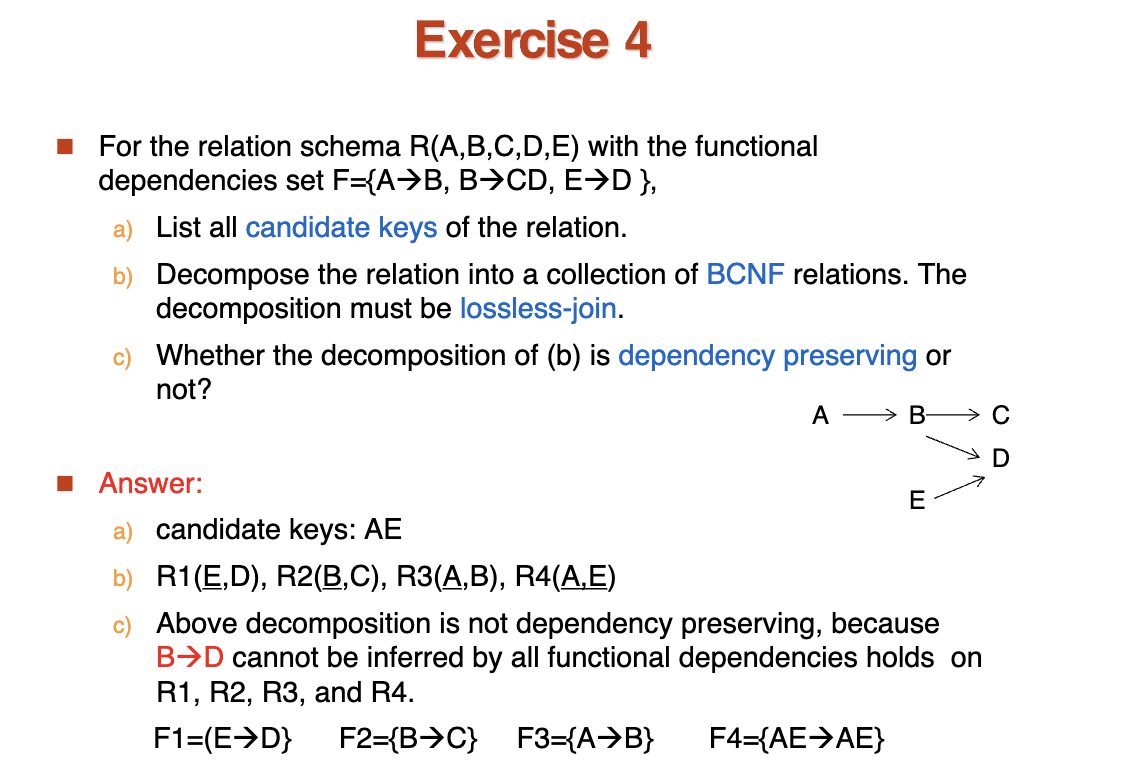 Exercise 4
■ For the relation schema R(A,B,C,D,E) with the functional
dependencies set F={A→B, B→CD, E→D },
a) List all candidate keys of the relation.
b) Decompose the relation into a collection of BCNF relations. The
decomposition must be lossless-join.
c) Whether the decomposition of (b) is dependency preserving or
not?
A → B → C
D
E
■ Answer:
a) candidate keys: AE
b) R1(E,D), R2(B,C), R3(A,B), R4(A,E)
c) Above decomposition is not dependency preserving, because
B→D cannot be inferred by all functional dependencies holds on
R1, R2, R3, and R4.
F1=(E→D} F2={B→C} F3={A→B} F4={AE→AE}